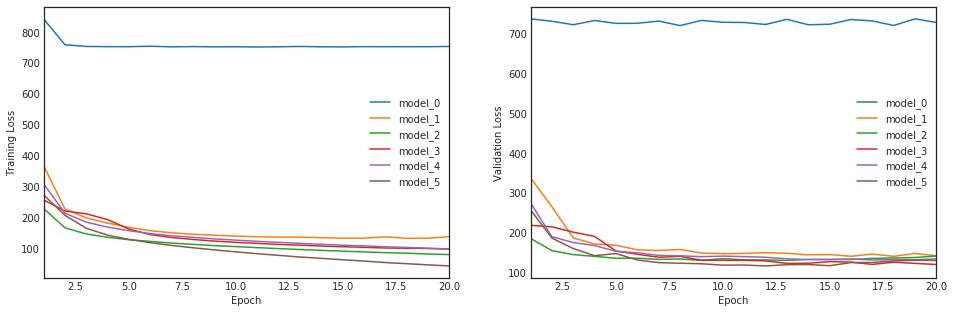 Training Loss
800
700
600
500
400
300
200
100
2.5 5.0 7.5 10.0 12.5 15.0 17.5 20.0
Epoch
model_0
model_1
model_2
model_3
model_4
model_5
Validation Loss
700
600
500
400
300
200
100
2.5 5.0 7.5 10.0 12.5 15.0 17.5 20.0
Epoch
model_0
model_1
model_2
model_3
model_4
model_5